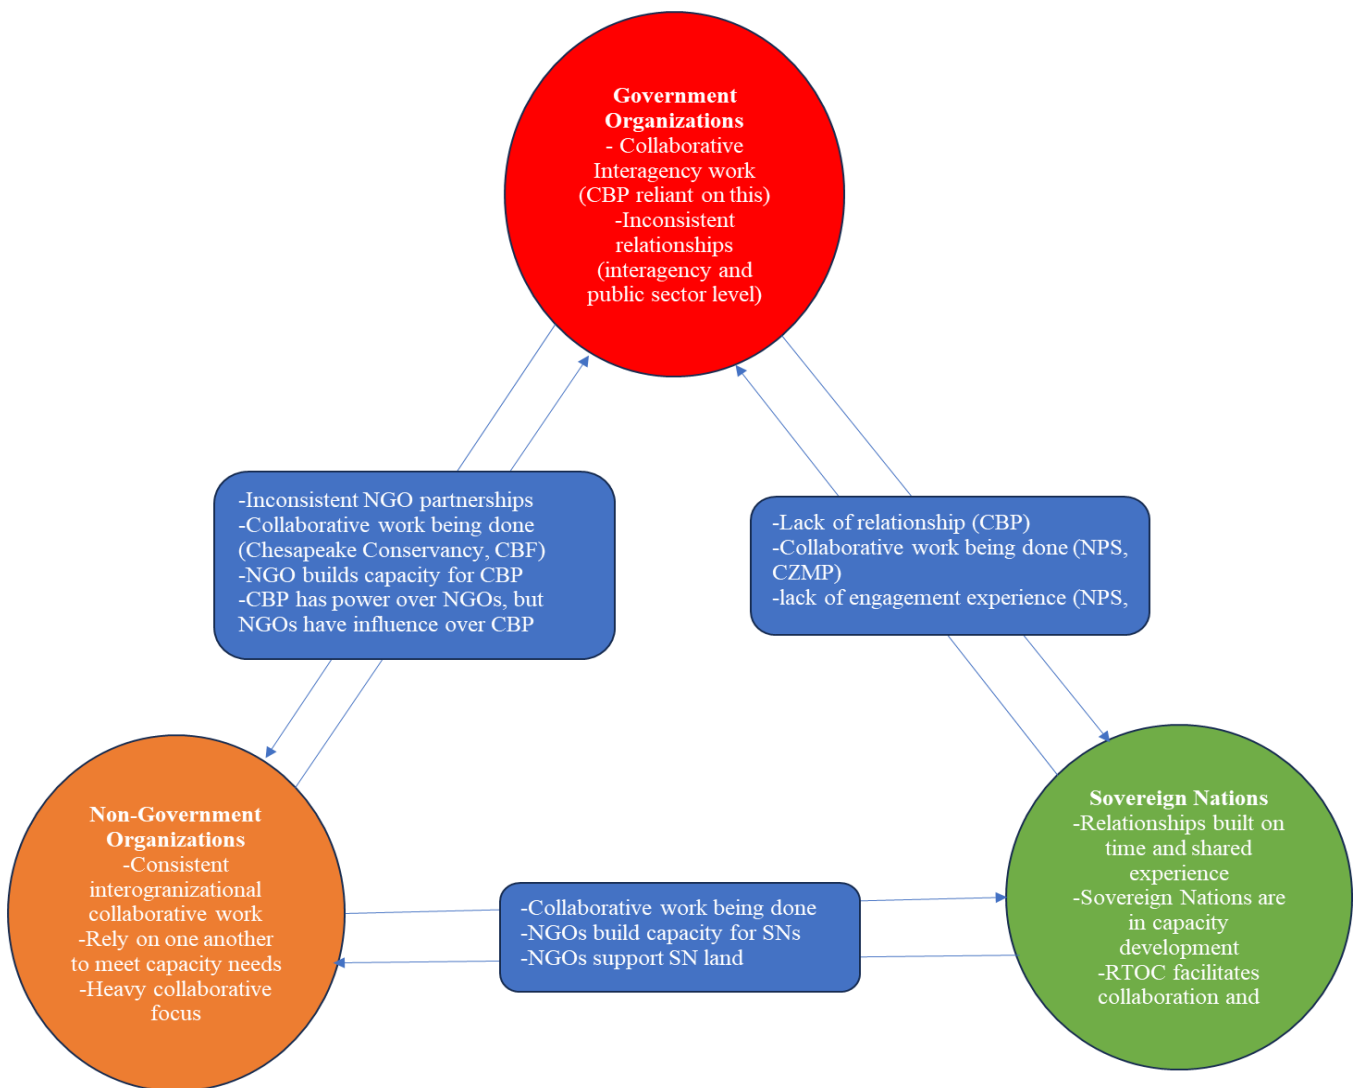 Government
Organizations
- Collaborative
Interagency work
(CBP reliant on this)
-Inconsistent
relationships
(interagency and
public sector level)
-Inconsistent NGO partnerships
-Collaborative work being done
(Chesapeake Conservancy, CBF)
-NGO builds capacity for CBP
-CBP has power over NGOs, but
NGOs have influence over CBP
-Lack of relationship (CBP)
-Collaborative work being done (NPS,
CZMP)
-lack of engagement experience (NPS,
Non-Government
Organizations
-Consistent
interogranizational
collaborative work
-Rely on one another
to meet capacity needs
-Heavy collaborative
focus
-Collaborative work being done
-NGOs build capacity for SNs
-NGOs support SN land
Sovereign Nations
-Relationships built on
time and shared
experience
-Sovereign Nations are
in capacity
development
-RTOC facilitates
collaboration and